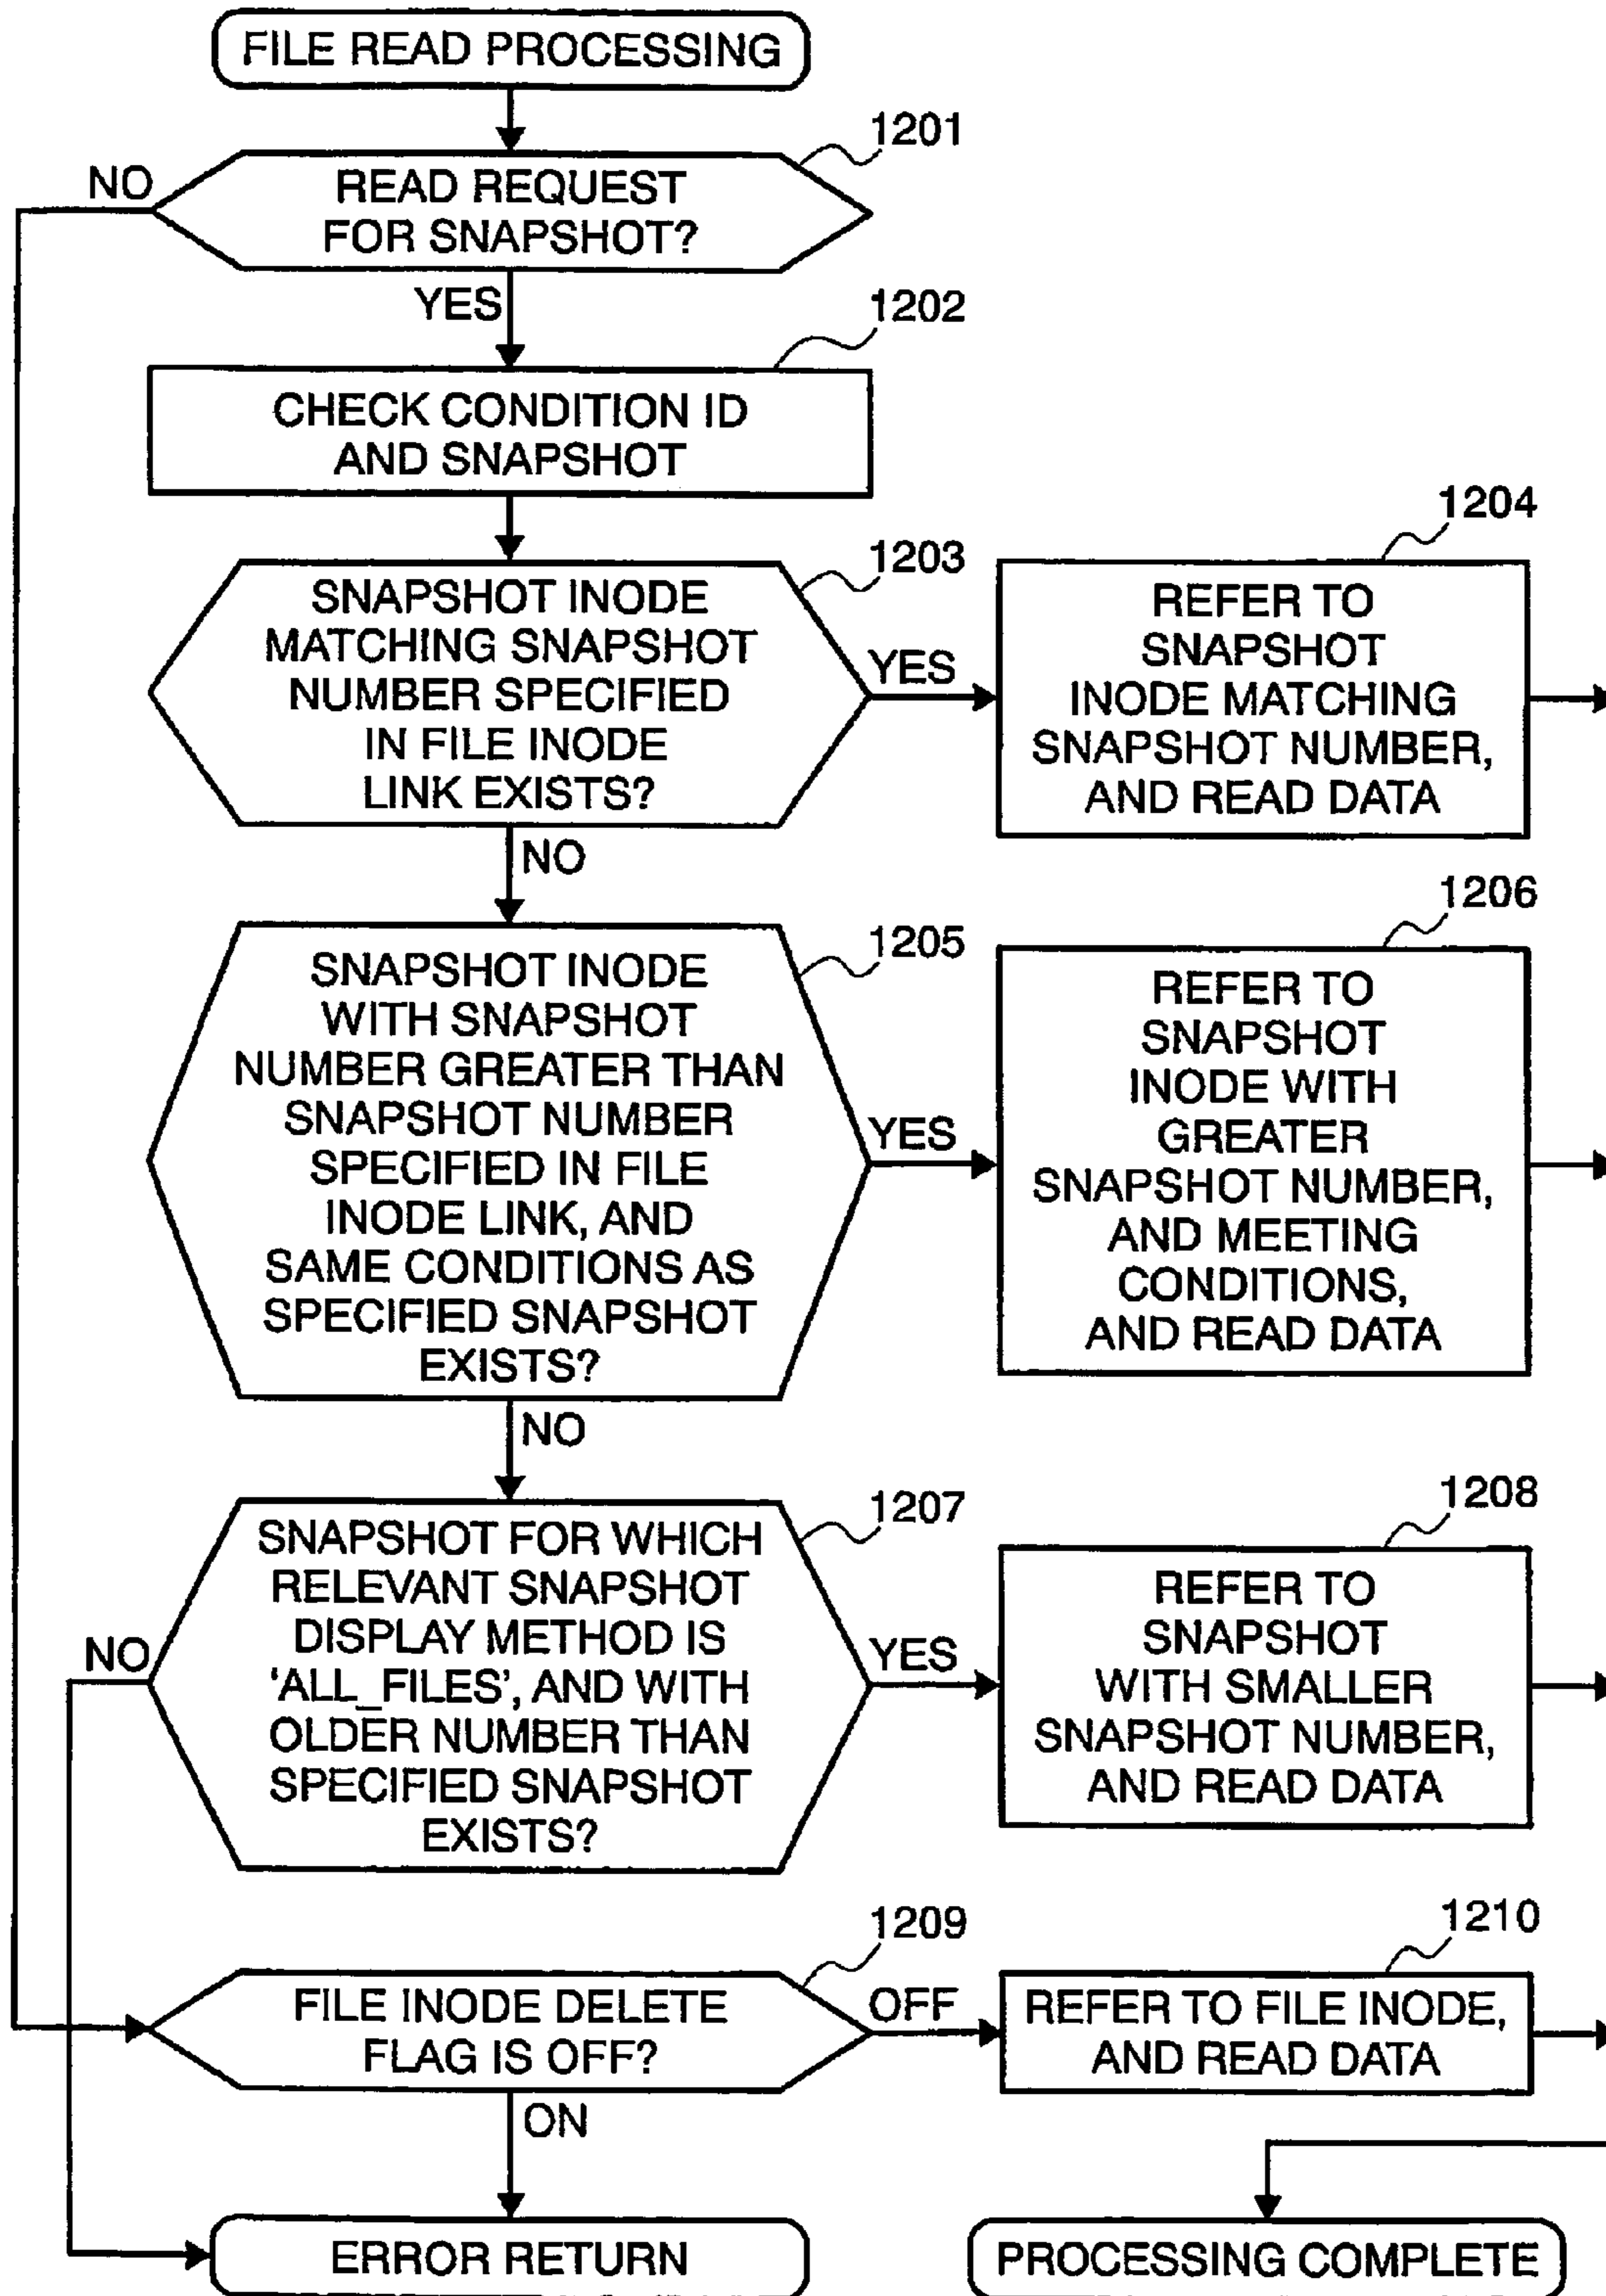 FILE READ PROCESSING
1201
NO
READ REQUEST
FOR SNAPSHOT?
YES
1202
CHECK CONDITION ID
AND SNAPSHOT
1203
SNAPSHOT INODE
MATCHING SNAPSHOT
NUMBER SPECIFIED
IN FILE INODE
LINK EXISTS?
YES
1204
REFER TO
SNAPSHOT
INODE MATCHING
SNAPSHOT NUMBER,
AND READ DATA
NO
1205
SNAPSHOT INODE
WITH SNAPSHOT
NUMBER GREATER THAN
SNAPSHOT NUMBER
SPECIFIED IN FILE
INODE LINK, AND
SAME CONDITIONS AS
SPECIFIED SNAPSHOT
EXISTS?
YES
1206
REFER TO
SNAPSHOT
INODE WITH
GREATER
SNAPSHOT NUMBER,
AND MEETING
CONDITIONS,
AND READ DATA
NO
1207
SNAPSHOT FOR WHICH
RELEVANT SNAPSHOT
DISPLAY METHOD IS
'ALL_FILES', AND WITH
OLDER NUMBER THAN
SPECIFIED SNAPSHOT
EXISTS?
NO
YES
1208
REFER TO
SNAPSHOT
WITH SMALLER
SNAPSHOT NUMBER,
AND READ DATA
1209
FILE INODE DELETE
FLAG IS OFF?
OFF
1210
REFER TO FILE INODE,
AND READ DATA
ON
ERROR RETURN
PROCESSING COMPLETE